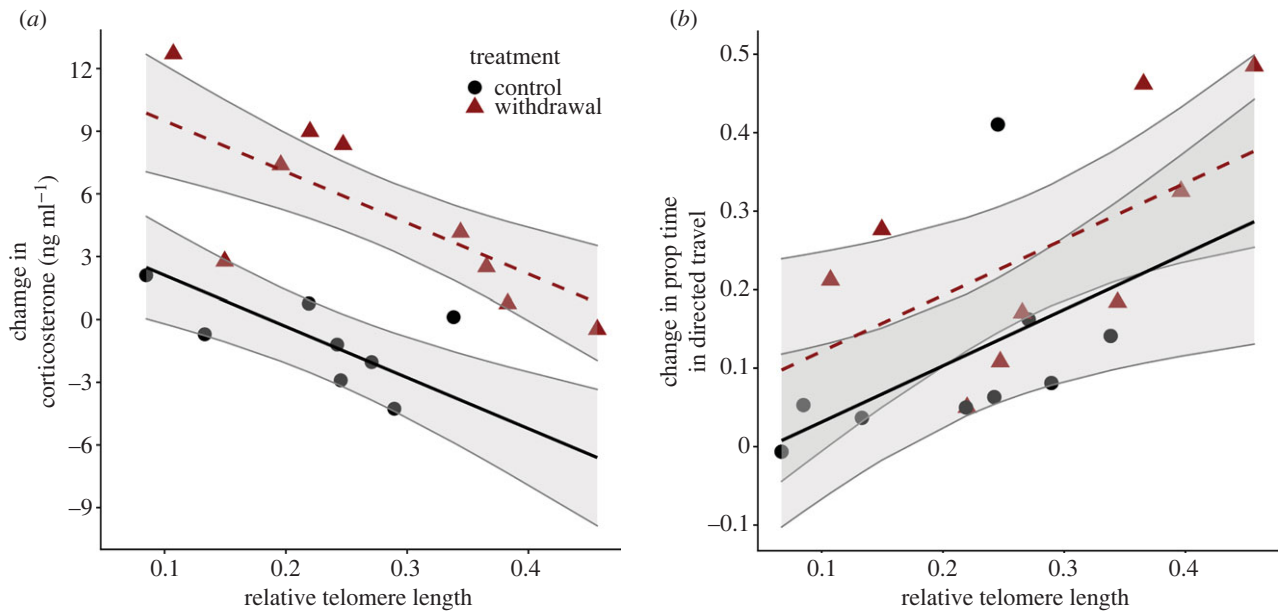 (a)
chamge in
corticosterone (ng ml⁻¹)
12
9
6
3
0
–3
–6
–9
treatment
control
withdrawal
0.1 0.2 0.3 0.4
relative telomere length
(b)
change in prop time
in directed travel
0.5
0.4
0.3
0.2
0.1
0
–0.1
0.1 0.2 0.3 0.4
relative telomere length